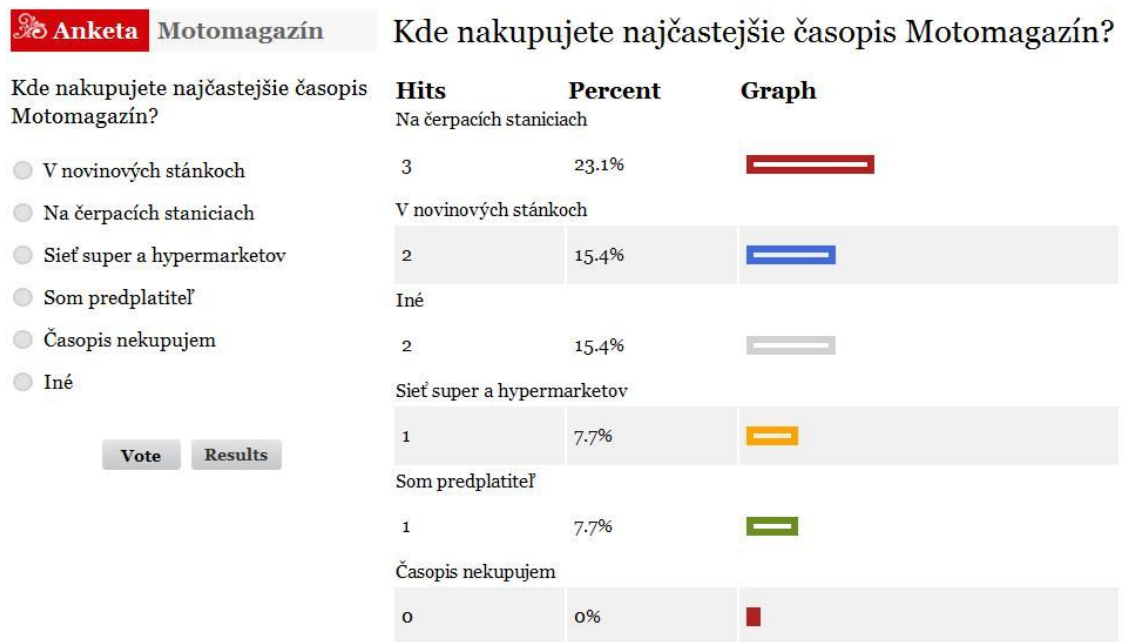 Anketa Motomagazín
Kde nakupujete najčastejšie časopis
Motomagazín?
V novinových stánkoch
Na čerpacích staniciach
Sieť super a hypermarketov
Som predplatiteľ
Časopis nekupujem
Iné
Vote Results
Kde nakupujete najčastejšie časopis Motomagazín?
Hits Percent Graph
Na čerpacích staniciach
3 23.1%
V novinových stánkoch
2 15.4%
Iné
2 15.4%
Sieť super a hypermarketov
1 7.7%
Som predplatiteľ
1 7.7%
Časopis nekupujem
0 0%